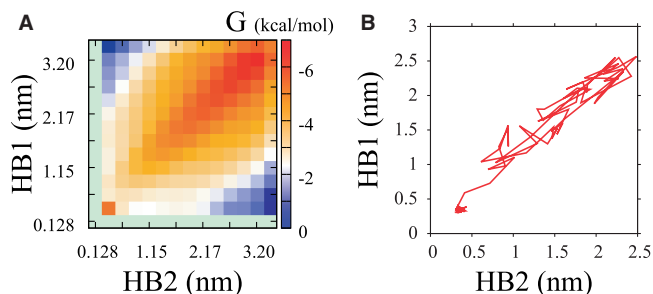 A
G (kcal/mol)
HB1 (nm)
3.20
2.17
1.15
0.128
0.128 1.15 2.17 3.20
HB2 (nm)
-6
-4
-2
0
B
HB1 (nm)
3
2.5
2
1.5
1
0.5
0
0 0.5 1 1.5 2 2.5
HB2 (nm)